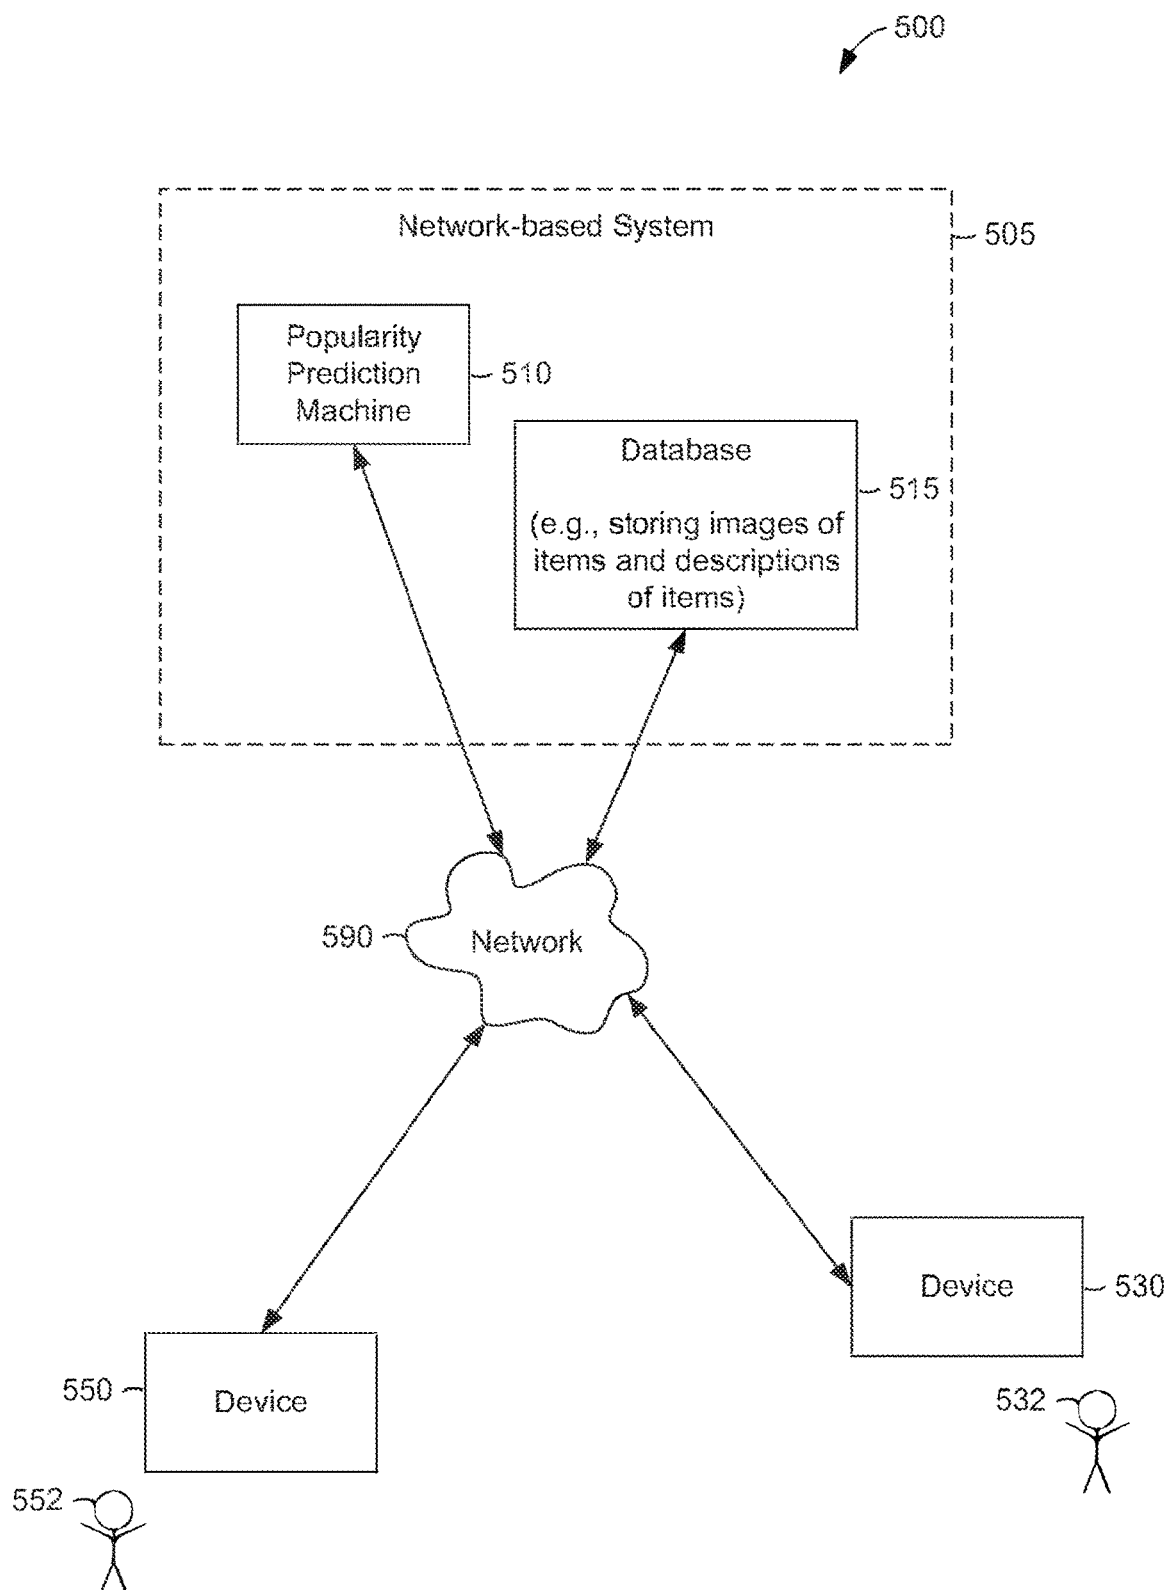 500
Network-based System
505
Popularity
Prediction
Machine
510
Database
515
(e.g., storing images of
items and descriptions
of items)
590
Network
Device
530
550
Device
532
552